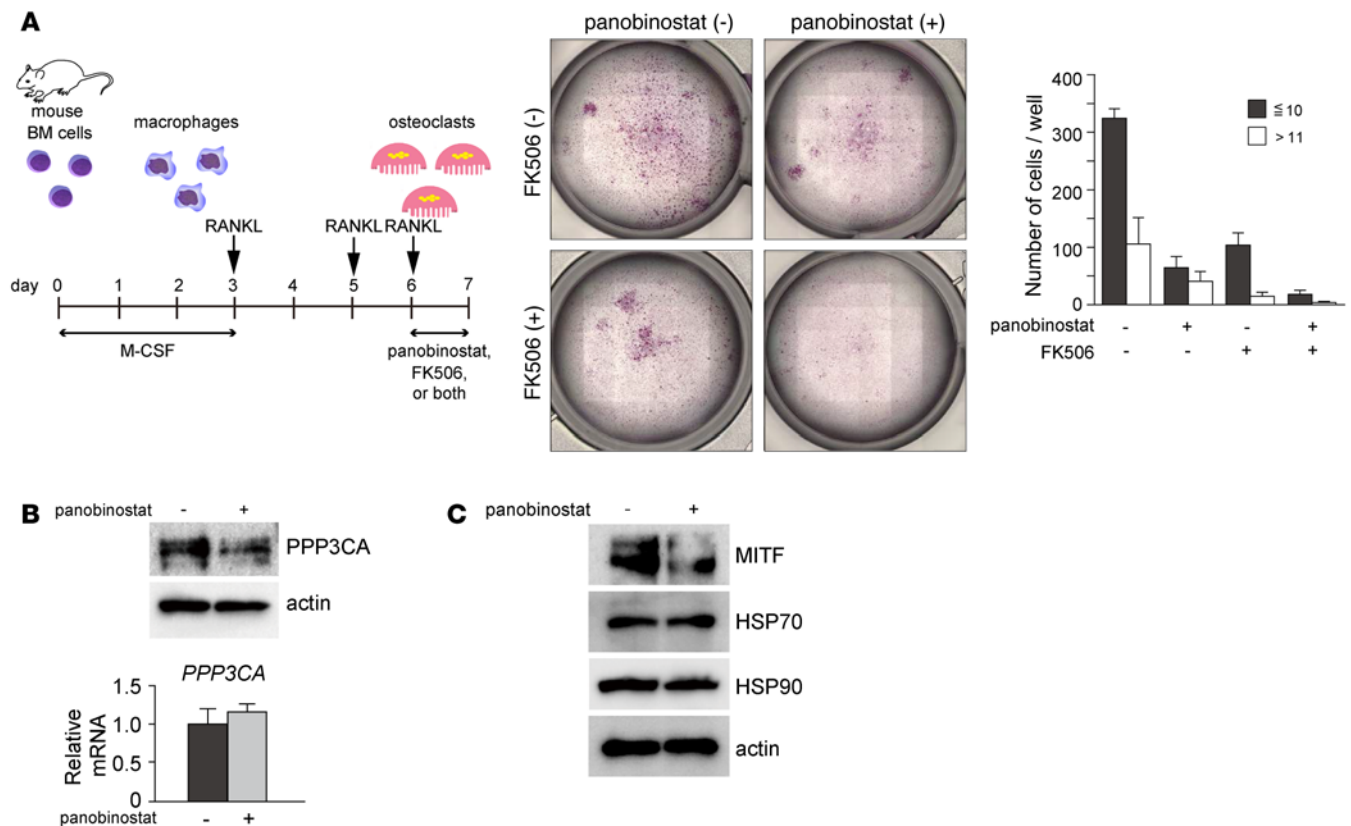 A
mouse
BM cells
macrophages
osteoclasts
RANKL
RANKL
RANKL
day
0 1 2 3 4 5 6 7
M-CSF
panobinostat,
FK506,
or both
panobinostat (-)
panobinostat (+)
FK506 (-)
FK506 (+)
Number of cells / well
400
300
200
100
0
≦10
>11
panobinostat - + - +
FK506 - - + +
B
panobinostat - +
PPP3CA
actin
PPP3CA
Relative
mRNA
1.5
1.0
0.5
0
panobinostat - +
C
panobinostat - +
MITF
HSP70
HSP90
actin